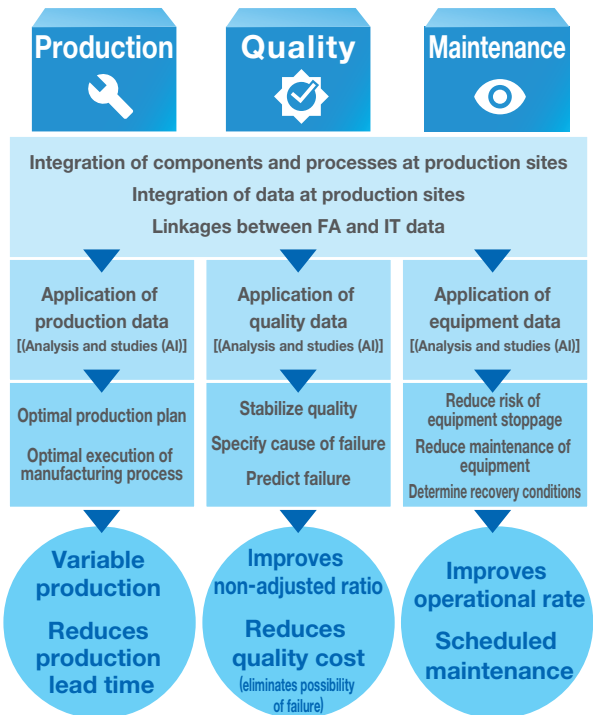 Production
Quality
Maintenance
Integration of components and processes at production sites
Integration of data at production sites
Linkages between FA and IT data
Application of
production data
[(Analysis and studies (AI)]
Application of
quality data
[(Analysis and studies (AI)]
Application of
equipment data
[(Analysis and studies (AI)]
Optimal production plan
Optimal execution of
manufacturing process
Stabilize quality
Specify cause of failure
Predict failure
Reduce risk of
equipment stoppage
Reduce maintenance of
equipment
Determine recovery conditions
Variable
production
Reduces
production
lead time
Improves
non-adjusted ratio
Reduces
quality cost
(eliminates possibility
of failure)
Improves
operational rate
Scheduled
maintenance